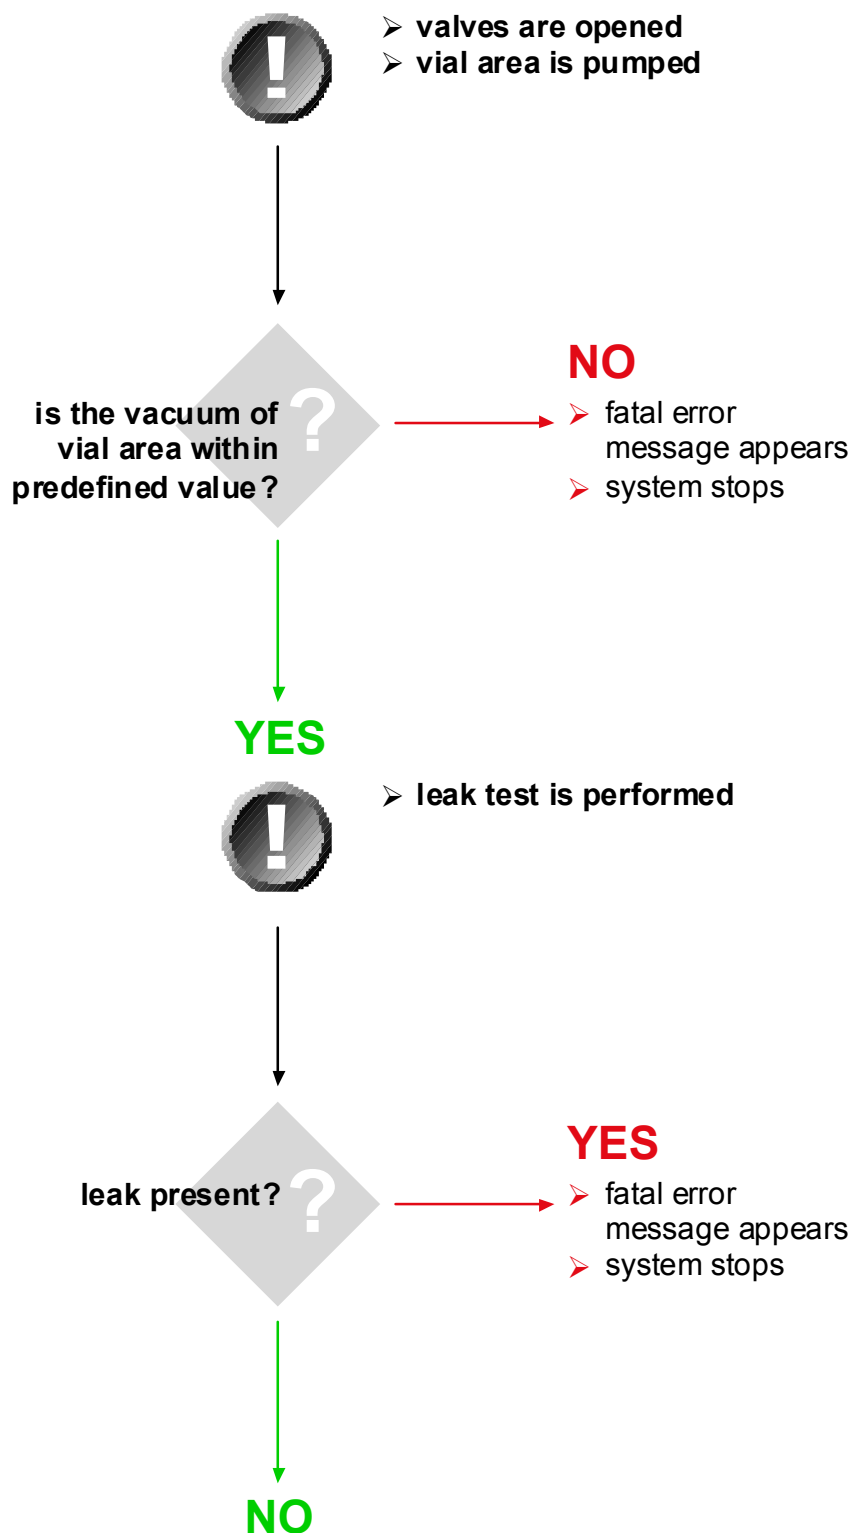 ➢ valves are opened
➢ vial area is pumped
!
NO
is the vacuum of
vial area within
predefined value?
?
➢ fatal error
message appears
➢ system stops
YES
!
➢ leak test is performed
YES
leak present?
?
➢ fatal error
message appears
➢ system stops
NO